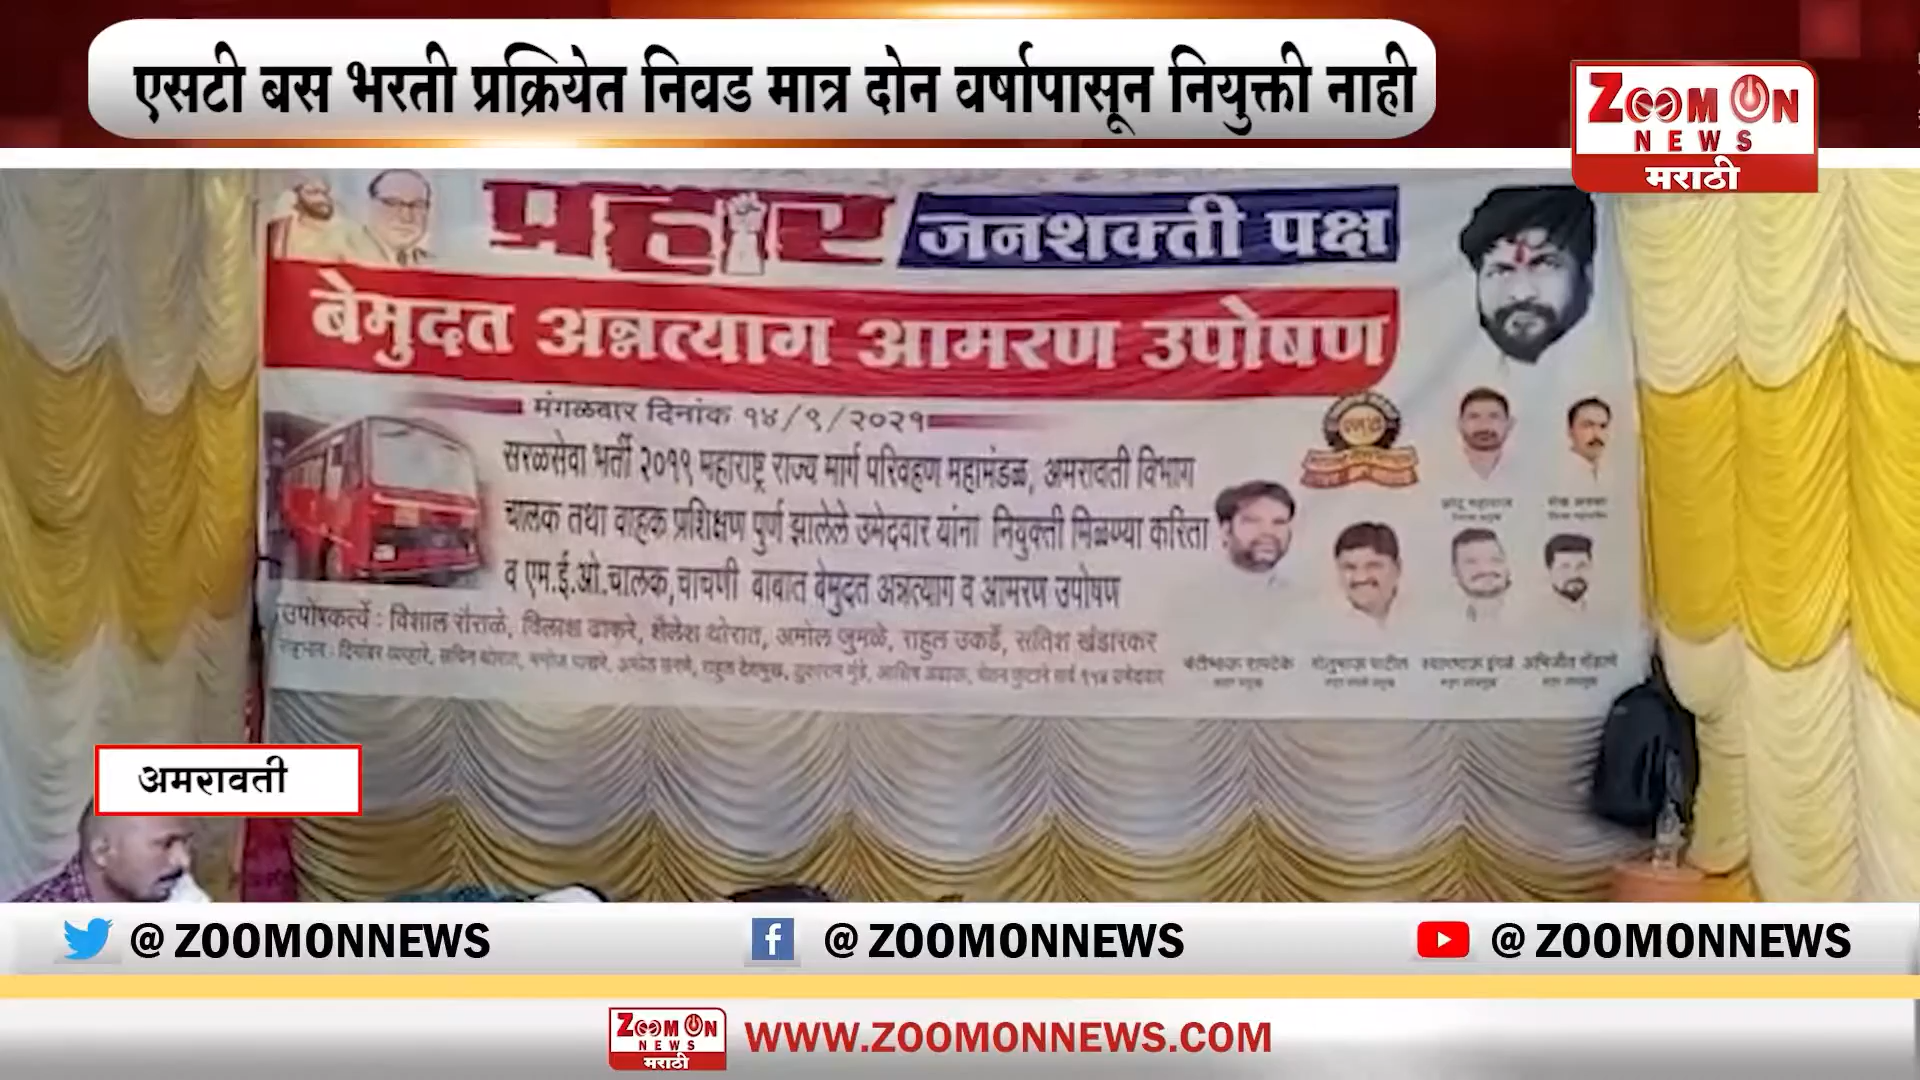 एसटी बस भरती प्रक्रियेत निवड मात्र दोन वर्षापासून नियुक्ती नाही
ZOOM ON
NEWS
मराठी
प्रहार जनशक्ती पक्ष
बेमुदत अन्नत्याग आमरण उपोषण
मंगळवार दिनांक १४/९/२०२१
सरळसेवा भर्ती २०१९ महाराष्ट्र राज्य मार्ग परिवहण महामंडळ, अमरावती विभाग
चालक तथा वाहक प्रशिक्षण पुर्ण झालेले उमेदवार यांना नियुक्ती मिळण्या करिता
व एम.ई.ओ.चालक,चाचणी बाबात बेमुदत अन्नत्याग व आमरण उपोषण
उपोषकर्त्ये : विशाल रौराळे, विलाश ठाकरे, शैलेश थोरात, अमोल जुमळे, राहुल उकर्डे, सतिश खंडारकर
अमरावती
@ ZOOMONNEWS
@ ZOOMONNEWS
@ ZOOMONNEWS
ZOOM ON
NEWS
मराठी
WWW.ZOOMONNEWS.COM